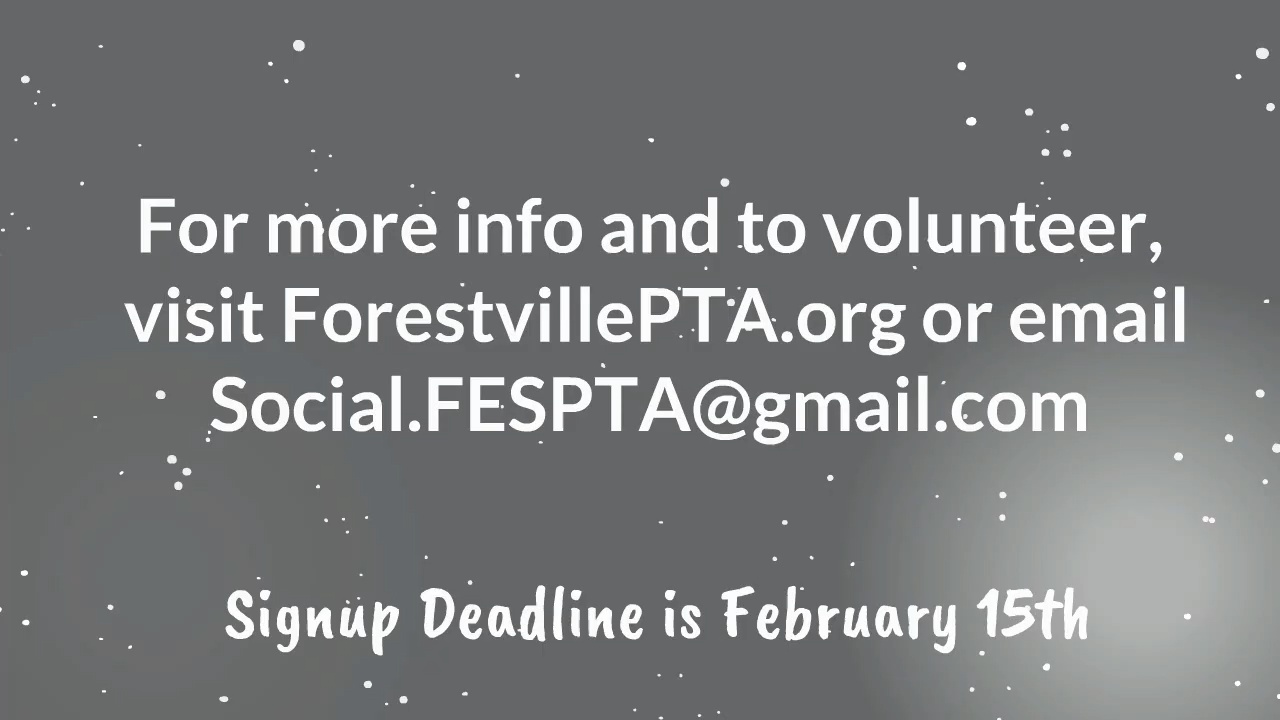 For more info and to volunteer,
visit ForestvillePTA.org or email
Social.FESPTA@gmail.com
Signup Deadline is February 15th